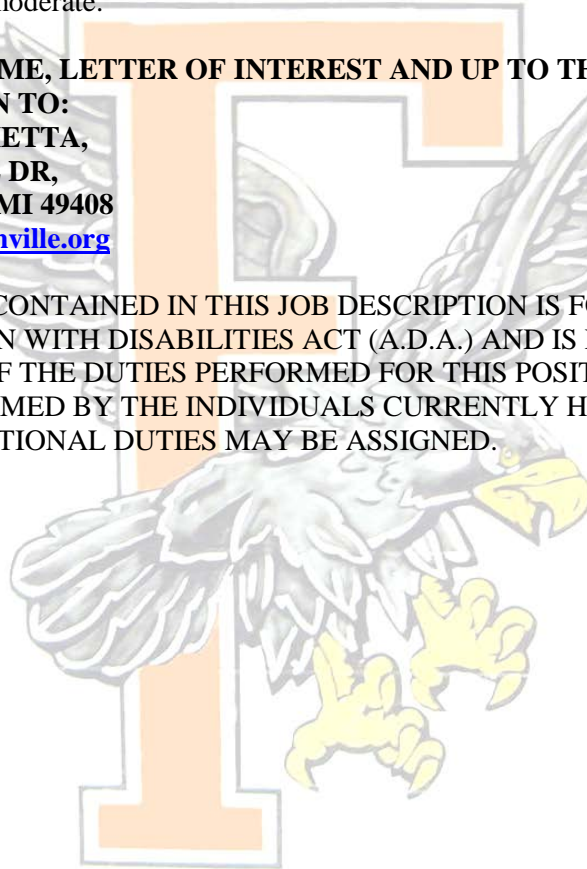 moderate.
ME, LETTER OF INTEREST AND UP TO TH
N TO:
ETTA,
DR,
MI 49408
nville.org
CONTAINED IN THIS JOB DESCRIPTION IS FO
N WITH DISABILITIES ACT (A.D.A.) AND IS
F THE DUTIES PERFORMED FOR THIS POSIT
MED BY THE INDIVIDUALS CURRENTLY H
TIONAL DUTIES MAY BE ASSIGNED.
F